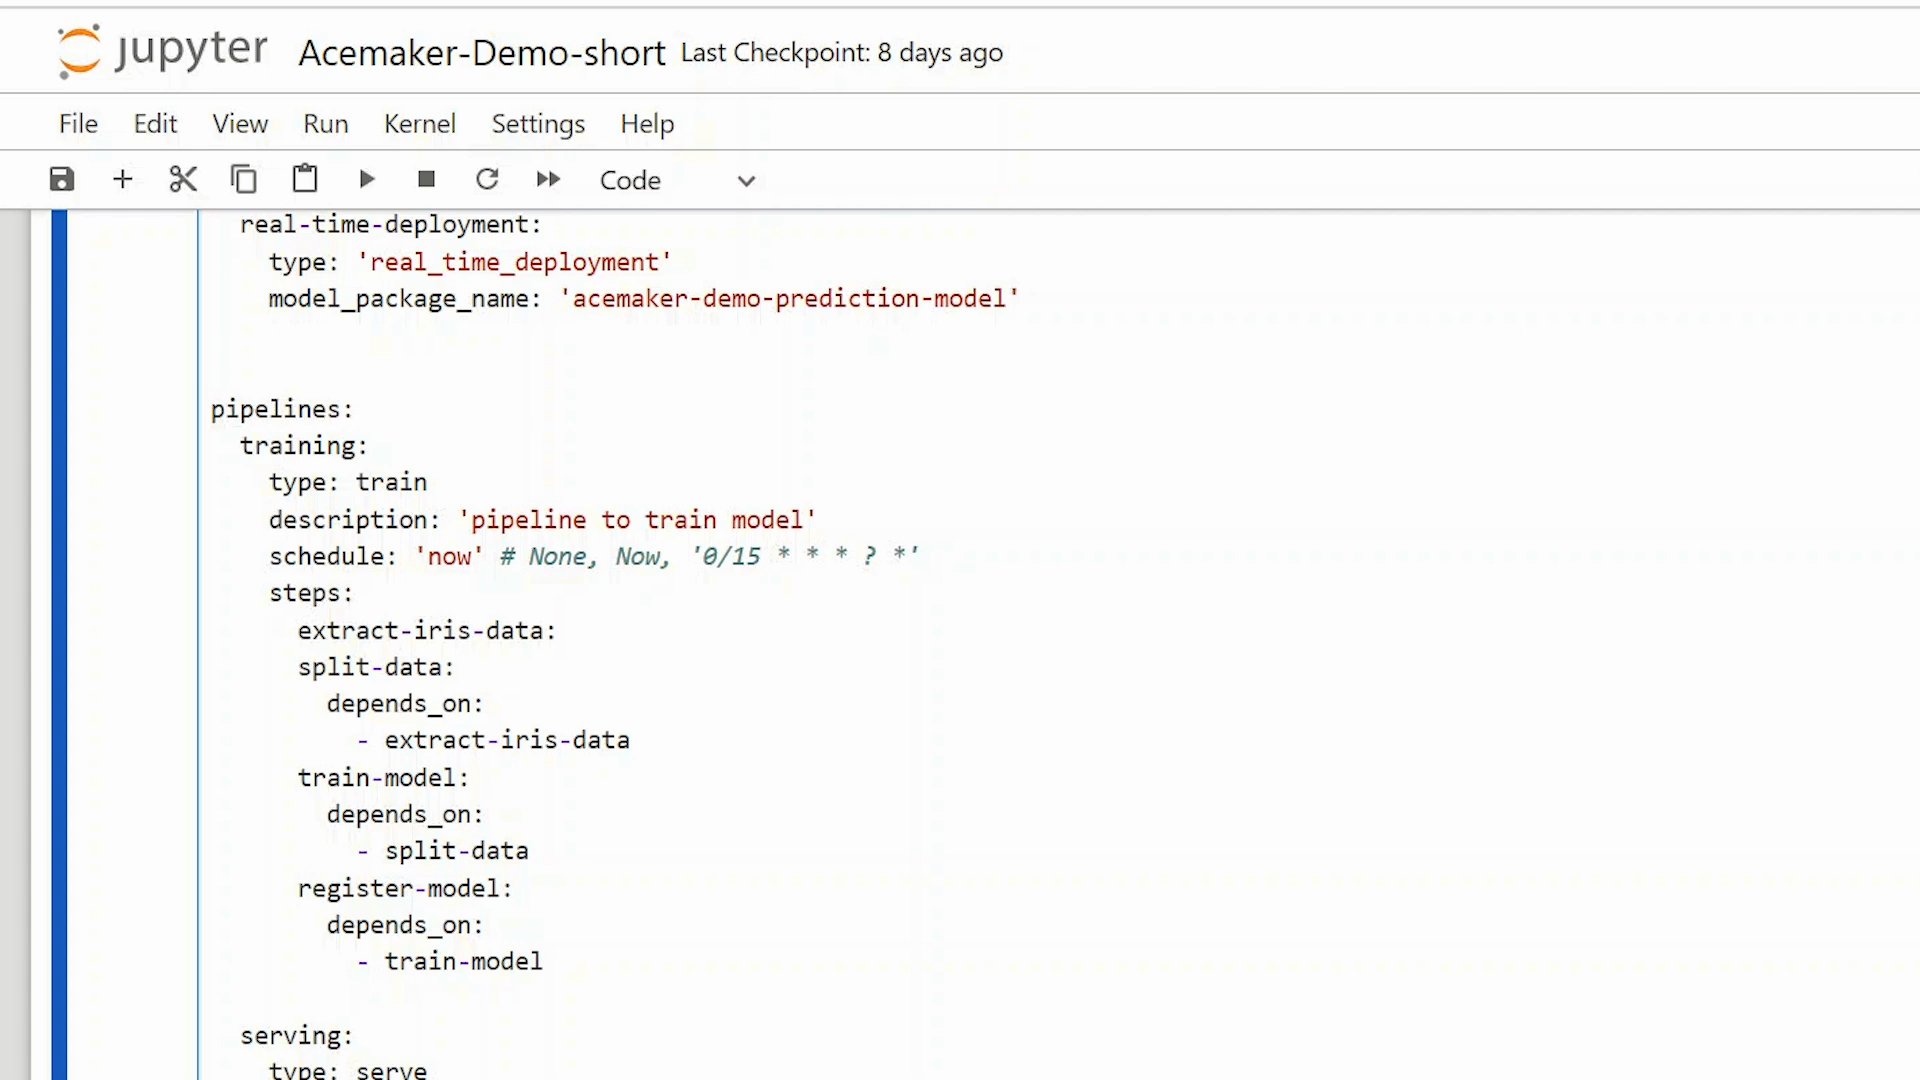 jupyter Acemaker-Demo-short Last Checkpoint: 8 days ago
File Edit View Run Kernel Settings Help
Code
real-time-deployment:
type: 'real_time_deployment'
model_package_name: 'acemaker-demo-prediction-model'
pipelines:
training:
type: train
description: 'pipeline to train model'
schedule: 'now' # None, Now, '0/15 * * * ? *'
steps:
extract-iris-data:
split-data:
depends_on:
- extract-iris-data
train-model:
depends_on:
- split-data
register-model:
depends_on:
- train-model
serving:
type: serve